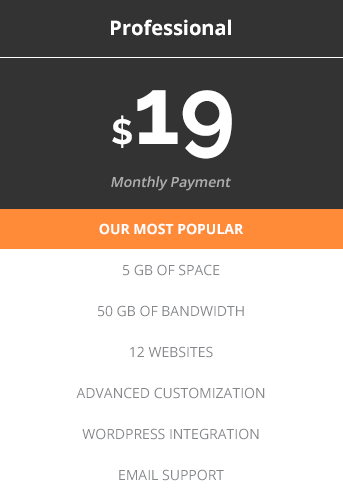 Professional
$19
Monthly Payment
OUR MOST POPULAR
5 GB OF SPACE
50 GB OF BANDWIDTH
12 WEBSITES
ADVANCED CUSTOMIZATION
WORDPRESS INTEGRATION
EMAIL SUPPORT